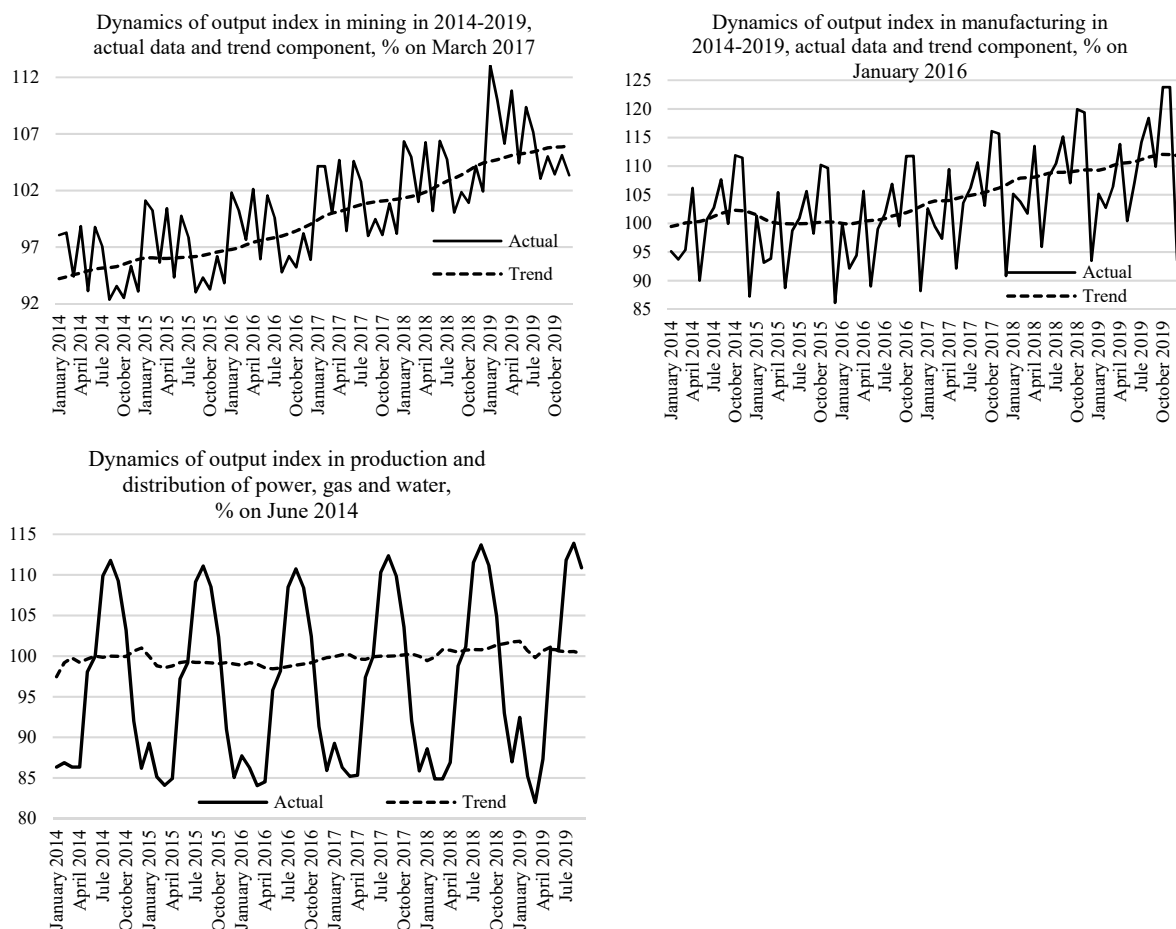 Dynamics of output index in mining in 2014-2019,
actual data and trend component, % on March 2017
112
107
102
97
92
Actual
Trend
January 2014
April 2014
Jule 2014
October 2014
January 2015
April 2015
Jule 2015
October 2015
January 2016
April 2016
Jule 2016
October 2016
January 2017
April 2017
Jule 2017
October 2017
January 2018
April 2018
Jule 2018
October 2018
January 2019
April 2019
Jule 2019
October 2019
Dynamics of output index in manufacturing in
2014-2019, actual data and trend component, % on
January 2016
125
120
115
110
105
100
95
90
85
Actual
Trend
January 2014
April 2014
Jule 2014
October 2014
January 2015
April 2015
Jule 2015
October 2015
January 2016
April 2016
Jule 2016
October 2016
January 2017
April 2017
Jule 2017
October 2017
January 2018
April 2018
Jule 2018
October 2018
January 2019
April 2019
Jule 2019
October 2019
Dynamics of output index in production and
distribution of power, gas and water,
% on June 2014
115
110
105
100
95
90
85
80
Actual
Trend
January 2014
April 2014
Jule 2014
October 2014
January 2015
April 2015
Jule 2015
October 2015
January 2016
April 2016
Jule 2016
October 2016
January 2017
April 2017
Jule 2017
October 2017
January 2018
April 2018
Jule 2018
October 2018
January 2019
April 2019
Jule 2019